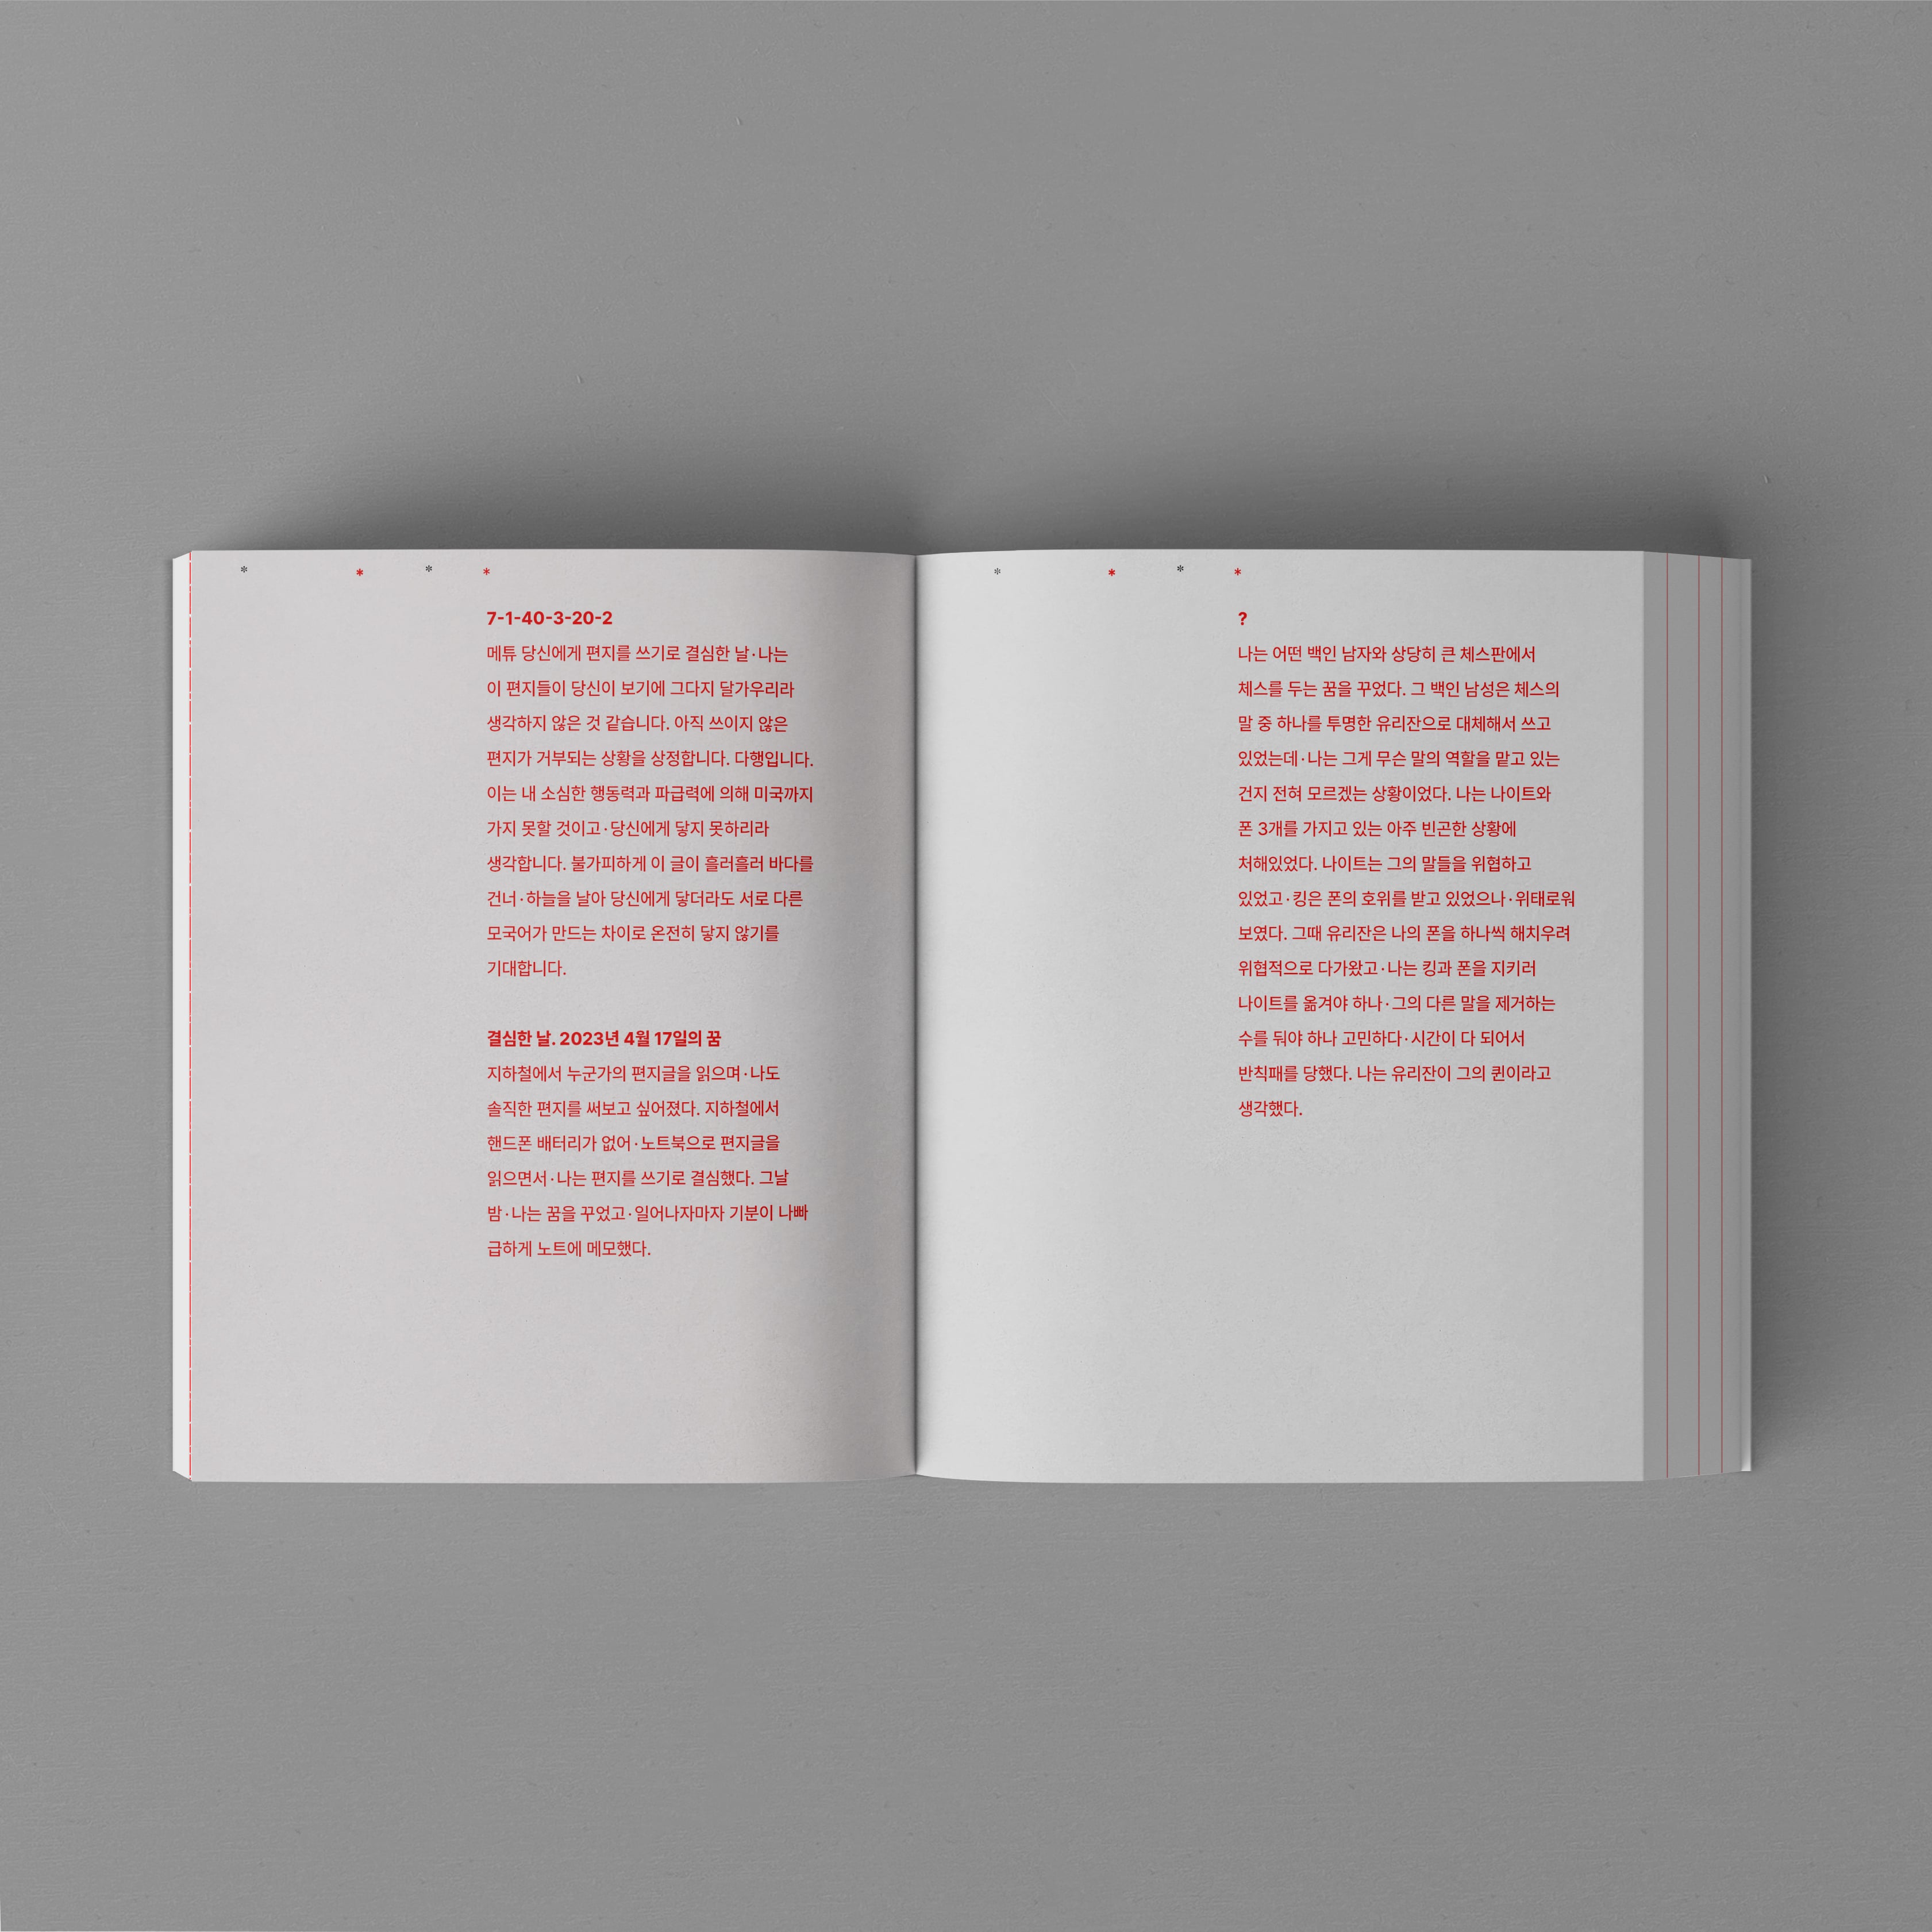 * * * *
7-1-40-3-20-2
메튜 당신에게 편지를 쓰기로 결심한 날·나는
이 편지들이 당신이 보기에 그다지 달가우리라
생각하지 않은 것 같습니다. 아직 쓰이지 않은
편지가 거부되는 상황을 상정합니다. 다행입니다.
이는 내 소심한 행동력과 파급력에 의해 미국까지
가지 못할 것이고·당신에게 닿지 못하리라
생각합니다. 불가피하게 이 글이 흘러흘러 바다를
건너·하늘을 날아 당신에게 닿더라도 서로 다른
모국어가 만드는 차이로 온전히 닿지 않기를
기대합니다.
결심한 날. 2023년 4월 17일의 꿈
지하철에서 누군가의 편지글을 읽으며·나도
솔직한 편지를 써보고 싶어졌다. 지하철에서
핸드폰 배터리가 없어·노트북으로 편지글을
읽으면서·나는 편지를 쓰기로 결심했다. 그날
밤·나는 꿈을 꾸었고·일어나자마자 기분이 나빠
급하게 노트에 메모했다.
* * * *
?
나는 어떤 백인 남자와 상당히 큰 체스판에서
체스를 두는 꿈을 꾸었다. 그 백인 남성은 체스의
말 중 하나를 투명한 유리잔으로 대체해서 쓰고
있었는데·나는 그게 무슨 말의 역할을 맡고 있는
건지 전혀 모르겠는 상황이었다. 나는 나이트와
폰 3개를 가지고 있는 아주 빈곤한 상황에
처해있었다. 나이트는 그의 말들을 위협하고
있었고·킹은 폰의 호위를 받고 있었으나·위태로워
보였다. 그때 유리잔은 나의 폰을 하나씩 해치우려
위협적으로 다가왔고·나는 킹과 폰을 지키러
나이트를 옮겨야 하나·그의 다른 말을 제거하는
수를 둬야 하나 고민하다·시간이 다 되어서
반칙패를 당했다. 나는 유리잔이 그의 퀸이라고
생각했다.